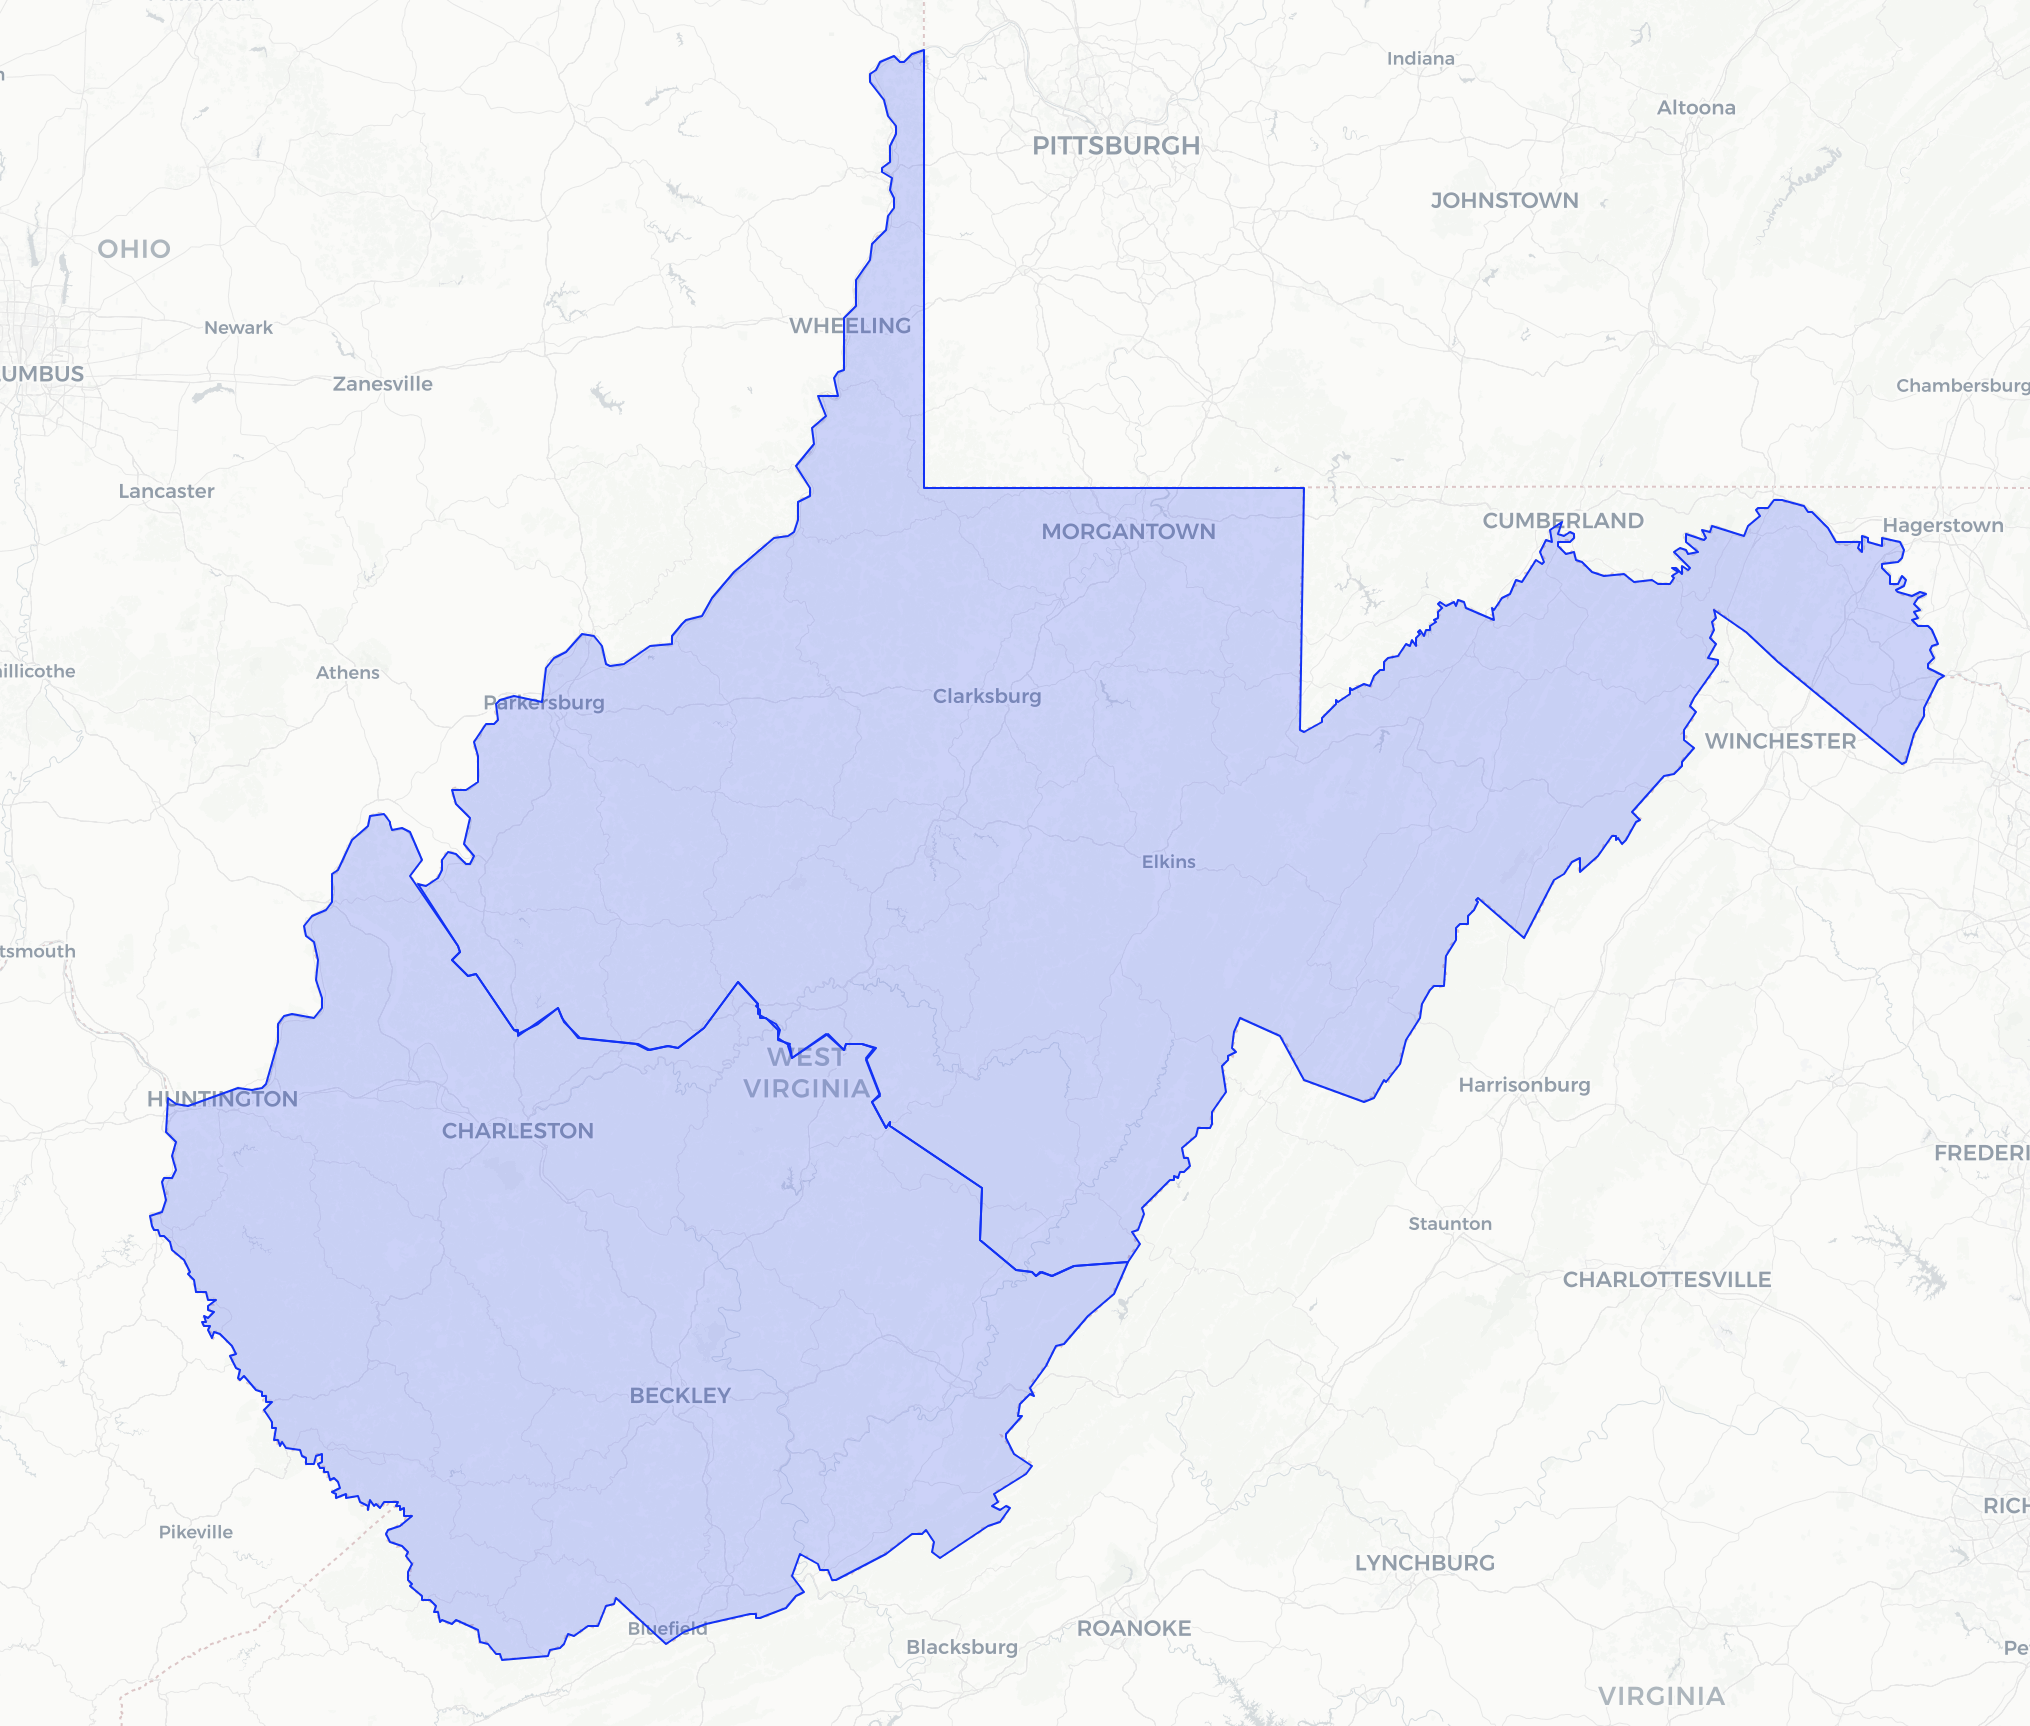 Indiana
Altoona
PITTSBURGH
JOHNSTOWN
OHIO
WHEELING
Newark
UMBUS
Zanesville
Chambersburg
Lancaster
MORGANTOWN
CUMBERLAND
Hagerstown
illicothe
Athens
Parkersburg
Clarksburg
WINCHESTER
Elkins
tsmouth
WEST
VIRGINIA
HUNTINGTON
Harrisonburg
CHARLESTON
FREDERI
Staunton
CHARLOTTESVILLE
BECKLEY
RICH
Pikeville
LYNCHBURG
Bluefield
ROANOKE
Blacksburg
Pe
VIRGINIA